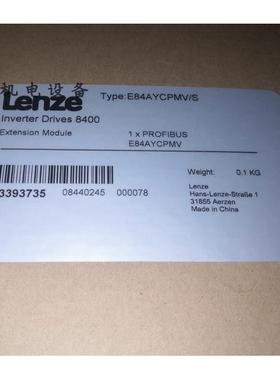 机电设备
Lenze
Type:E84AYCPMV/S
Inverter Drives 8400
Extension Module
1 x PROFIBUS
E84AYCPMV
Weight: 0.1 KG
3393735 08440245 000078
Lenze
Hans-Lenze-Straße 1
31855 Aerzen
Made in China